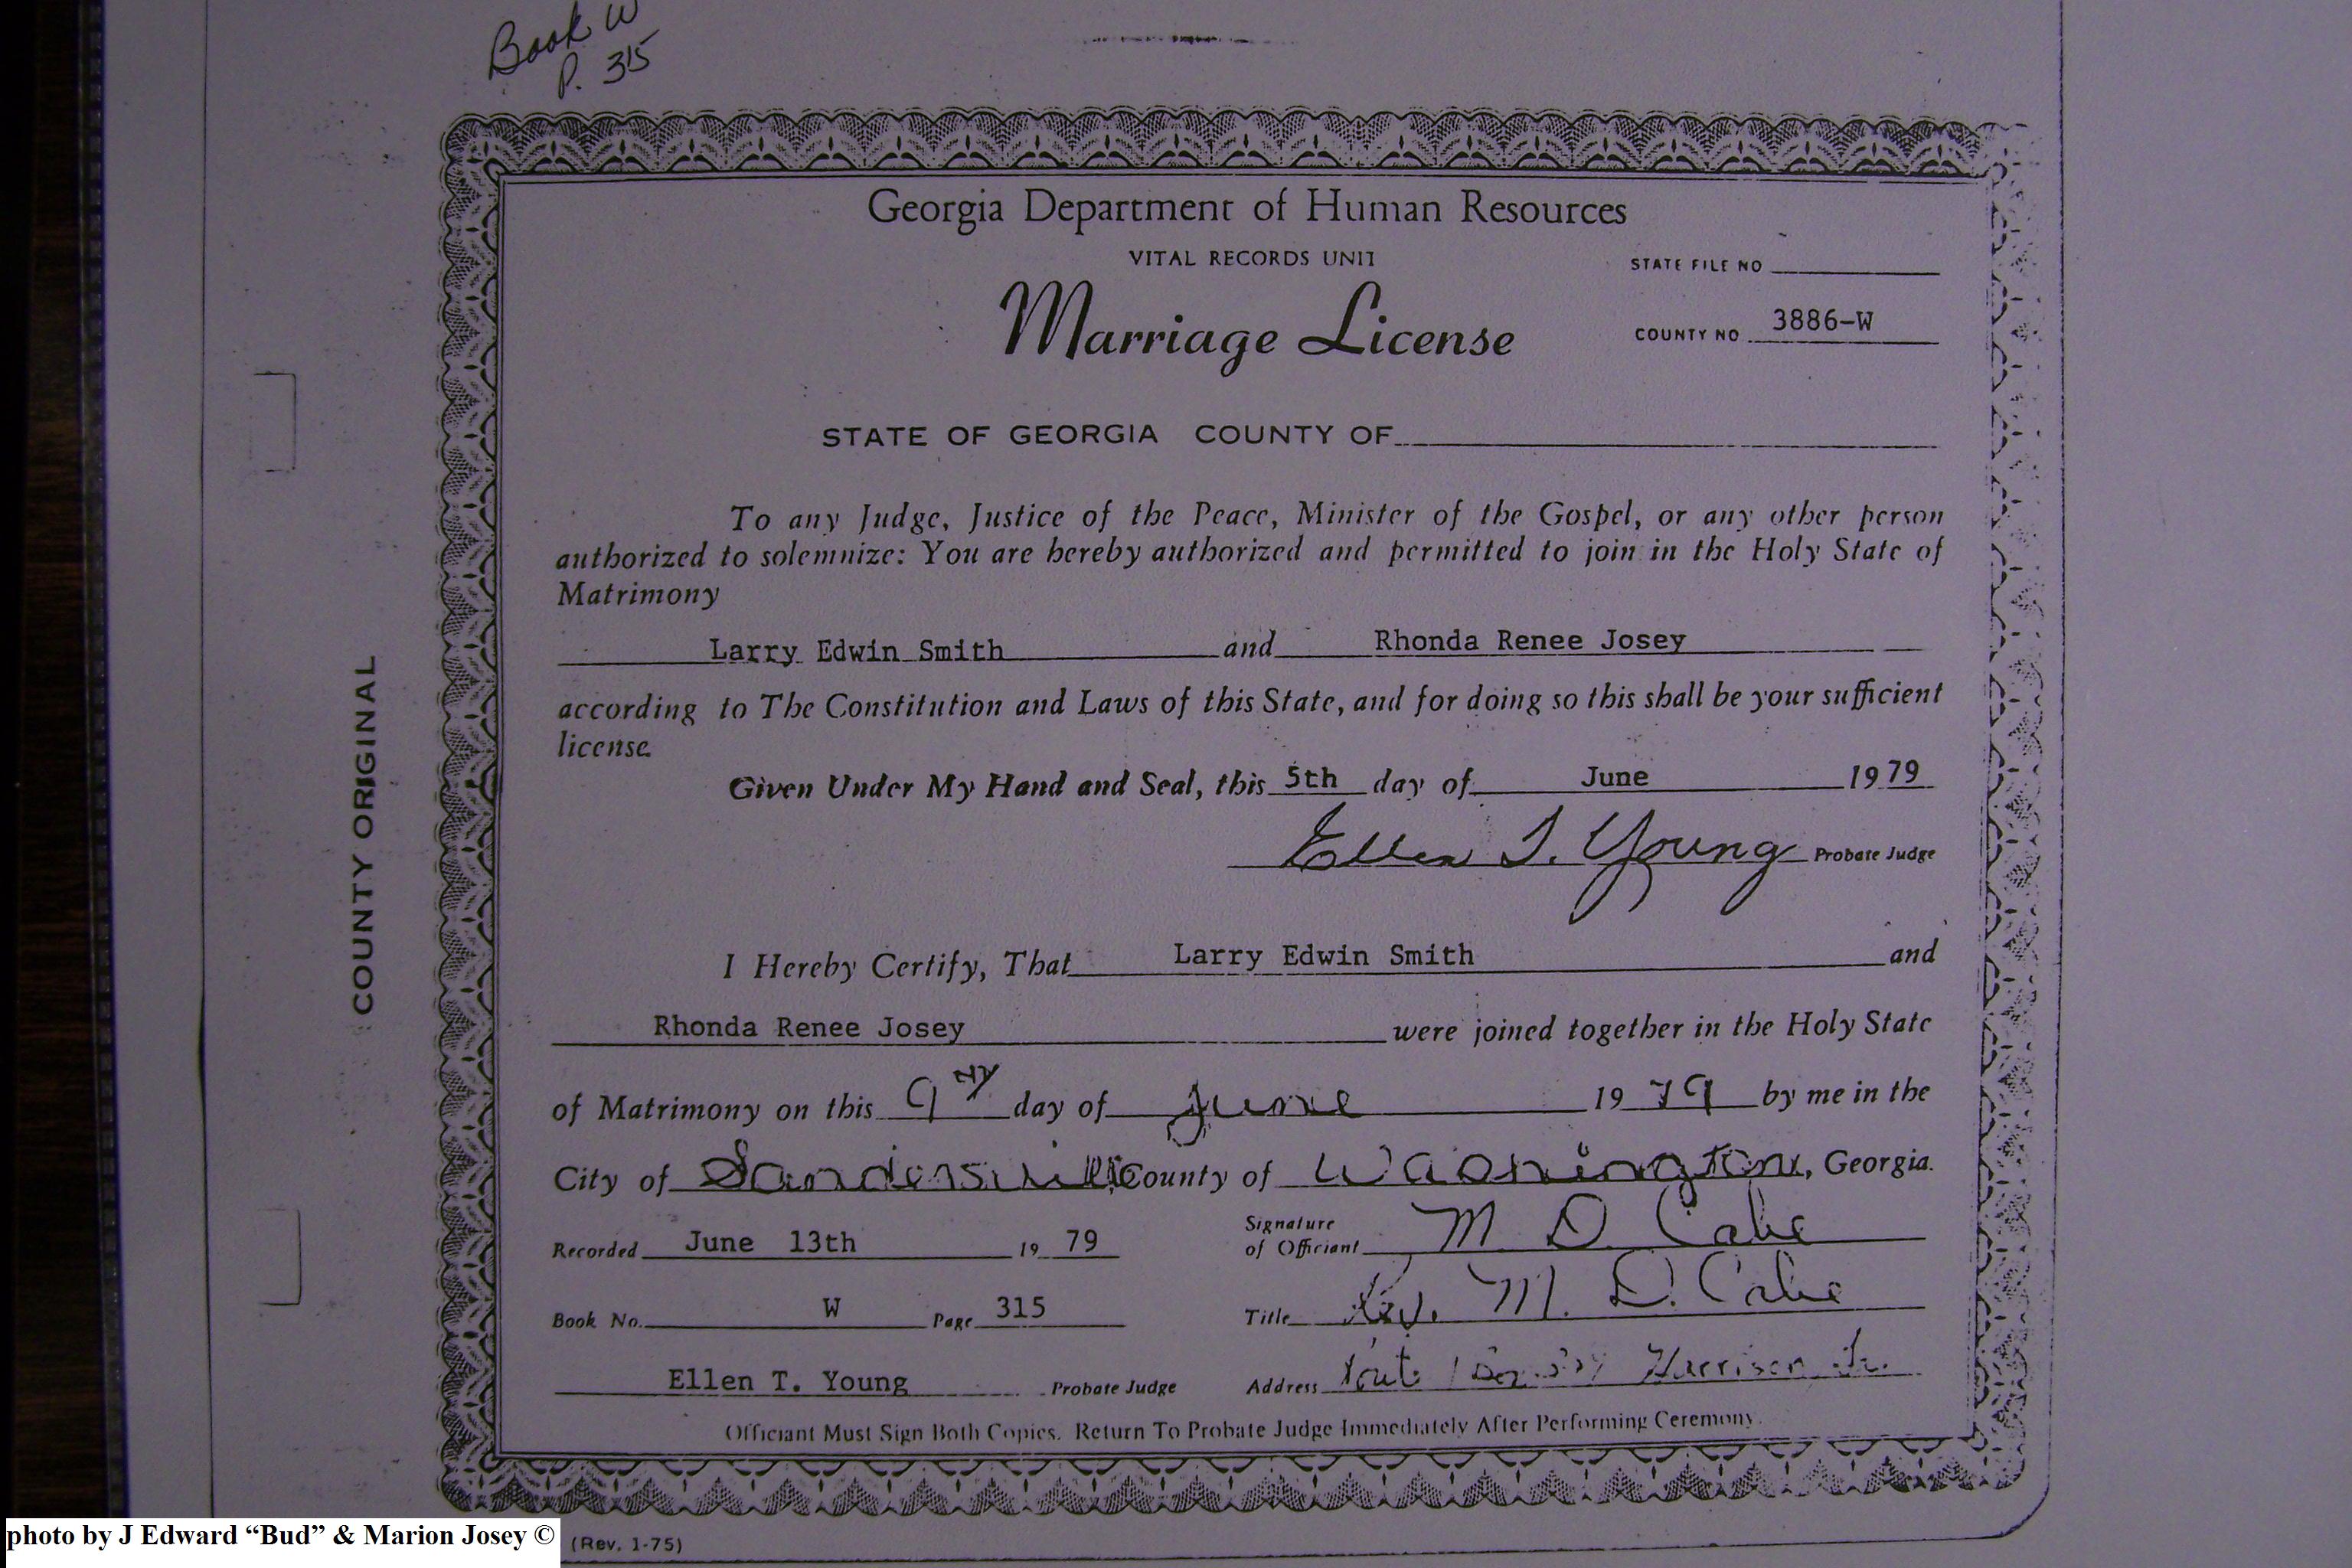 Book W
P. 315
Georgia Department of Human Resources
VITAL RECORDS UNIT
STATE FILE NO
Marriage License
COUNTY NO 3886-W
STATE OF GEORGIA COUNTY OF
To any Judge, Justice of the Peace, Minister of the Gospel, or any other person
authorized to solemnize: You are hereby authorized and permitted to join in the Holy State of
Matrimony
Larry Edwin Smith and Rhonda Renee Josey
according to The Constitution and Laws of this State, and for doing so this shall be your sufficient
license.
Given Under My Hand and Seal, this 5th day of June 1979
Ellen T. Young Probate Judge
COUNTY ORIGINAL
I Hereby Certify, That Larry Edwin Smith and
Rhonda Renee Josey were joined together in the Holy State
of Matrimony on this 9th day of June 1979 by me in the
City of Sandersville County of Washington, Georgia.
Recorded June 13th 19 79 Signature of Officiant M. D.
Book No. W Page 315 Title Rev. M. D.
Ellen T. Young Probate Judge Address Harrison
Officiant Must Sign Both Copies. Return To Probate Judge Immediately After Performing Ceremony.
photo by J Edward “Bud” & Marion Josey © (Rev. 1-75)